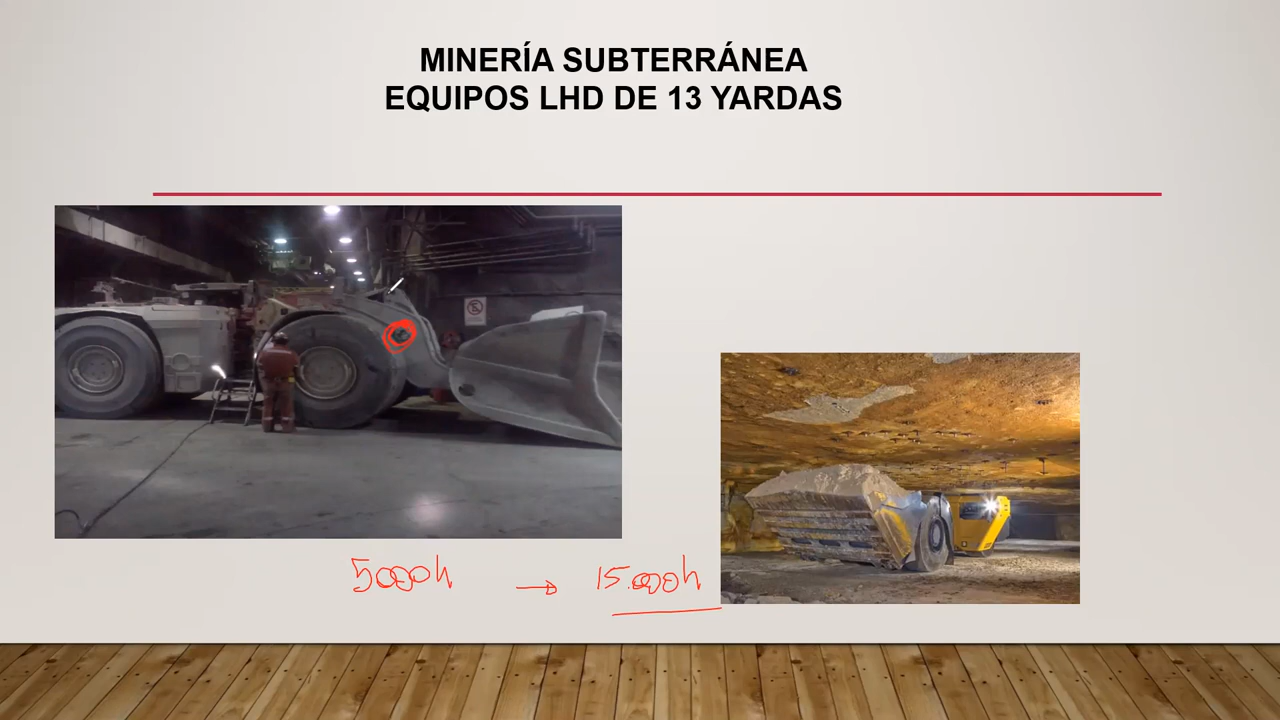 MINERÍA SUBTERRÁNEA
EQUIPOS LHD DE 13 YARDAS
5000h → 15.000h